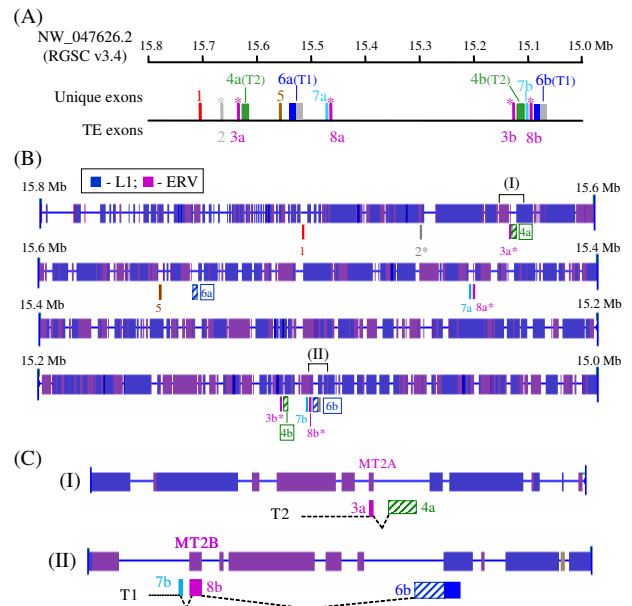 (A)
NW_047626.2
(RGSC v3.4)
15.8 15.7 15.6 15.5 15.4 15.3 15.2 15.1 15.0 Mb
4a(T2) 6a(T1) 4b(T2) 7b 6b(T1)
Unique exons 1 * * 5 7a * * *
TE exons 2 3a 8a 3b 8b
(B)
- L1; - ERV
15.8 Mb (I) 15.6 Mb
1 2* 3a* 4a
15.6 Mb 15.4 Mb
5 6a 7a 8a*
15.4 Mb 15.2 Mb
15.2 Mb (II) 15.0 Mb
3b* 7b 6b
4b 8b*
(C)
(I) MT2A
T2 3a 4a
(II) MT2B
7b 8b 6b
T1